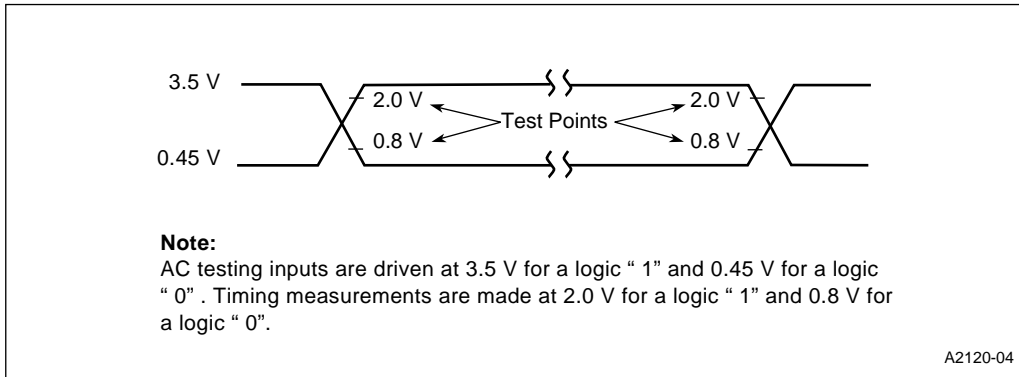 3.5 V
2.0 V
2.0 V
Test Points
0.8 V
0.8 V
0.45 V
Note:
AC testing inputs are driven at 3.5 V for a logic “ 1” and 0.45 V for a logic
“ 0” . Timing measurements are made at 2.0 V for a logic “ 1” and 0.8 V for
a logic “ 0”.
A2120-04